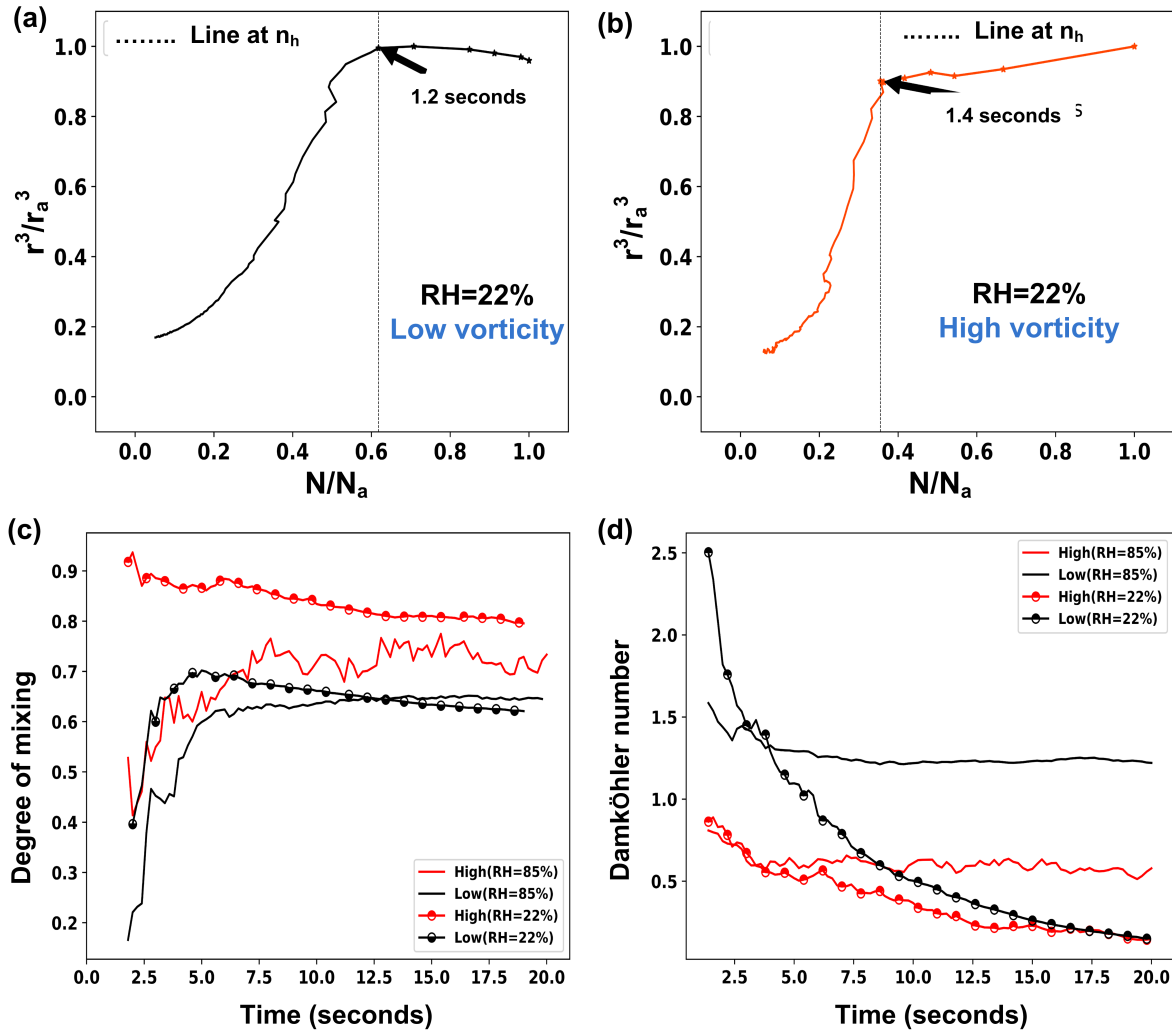 (a)
........ Line at nh
1.2 seconds
RH=22%
Low vorticity
r3/ra3
1.0
0.8
0.6
0.4
0.2
0.0
0.0 0.2 0.4 0.6 0.8 1.0
N/Na
(b)
........ Line at nh
1.4 seconds s
RH=22%
High vorticity
r3/ra3
1.0
0.8
0.6
0.4
0.2
0.0
0.0 0.2 0.4 0.6 0.8 1.0
N/Na
(c)
Degree of mixing
0.9
0.8
0.7
0.6
0.5
0.4
0.3
0.2
High(RH=85%)
Low(RH=85%)
High(RH=22%)
Low(RH=22%)
0.0 2.5 5.0 7.5 10.0 12.5 15.0 17.5 20.0
Time (seconds)
(d)
Damköhler number
2.5
2.0
1.5
1.0
0.5
High(RH=85%)
Low(RH=85%)
High(RH=22%)
Low(RH=22%)
2.5 5.0 7.5 10.0 12.5 15.0 17.5 20.0
Time (seconds)